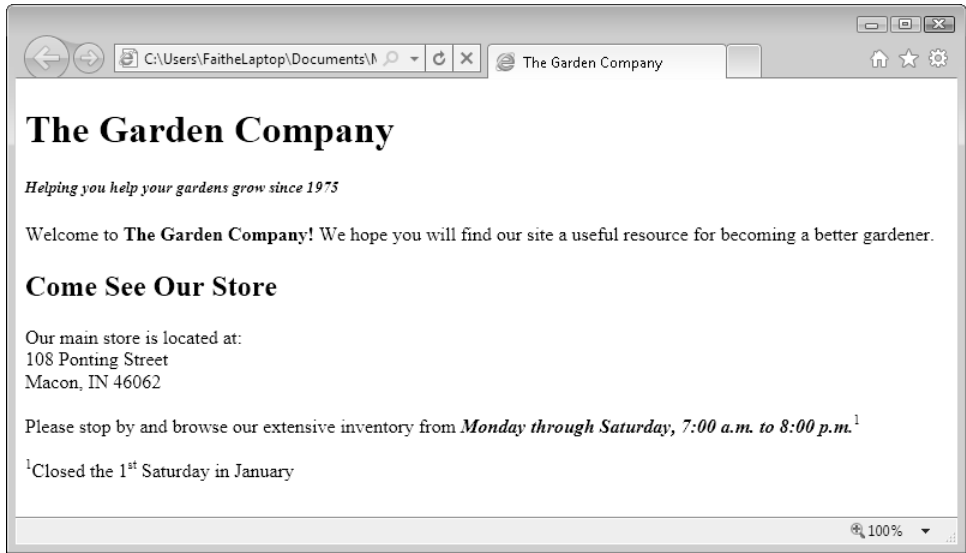 C:\Users\FaitheLaptop\Documents\M
The Garden Company
The Garden Company
Helping you help your gardens grow since 1975
Welcome to The Garden Company! We hope you will find our site a useful resource for becoming a better gardener.
Come See Our Store
Our main store is located at:
108 Ponting Street
Macon, IN 46062
Please stop by and browse our extensive inventory from Monday through Saturday, 7:00 a.m. to 8:00 p.m.¹
¹Closed the 1ˢᵗ Saturday in January
100%